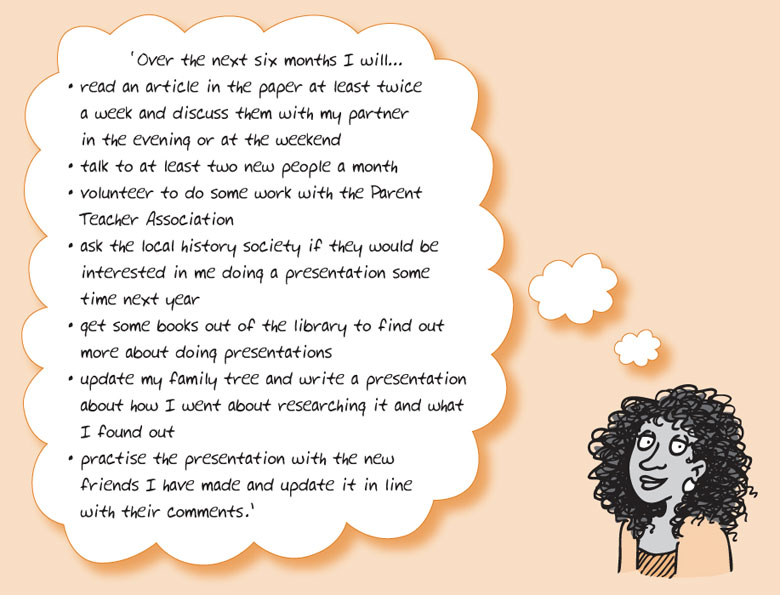 'Over the next six months I will...
• read an article in the paper at least twice
a week and discuss them with my partner
in the evening or at the weekend
• talk to at least two new people a month
• volunteer to do some work with the Parent
Teacher Association
• ask the local history society if they would be
interested in me doing a presentation some
time next year
• get some books out of the library to find out
more about doing presentations
• update my family tree and write a presentation
about how I went about researching it and what
I found out
• practise the presentation with the new
friends I have made and update it in line
with their comments.'